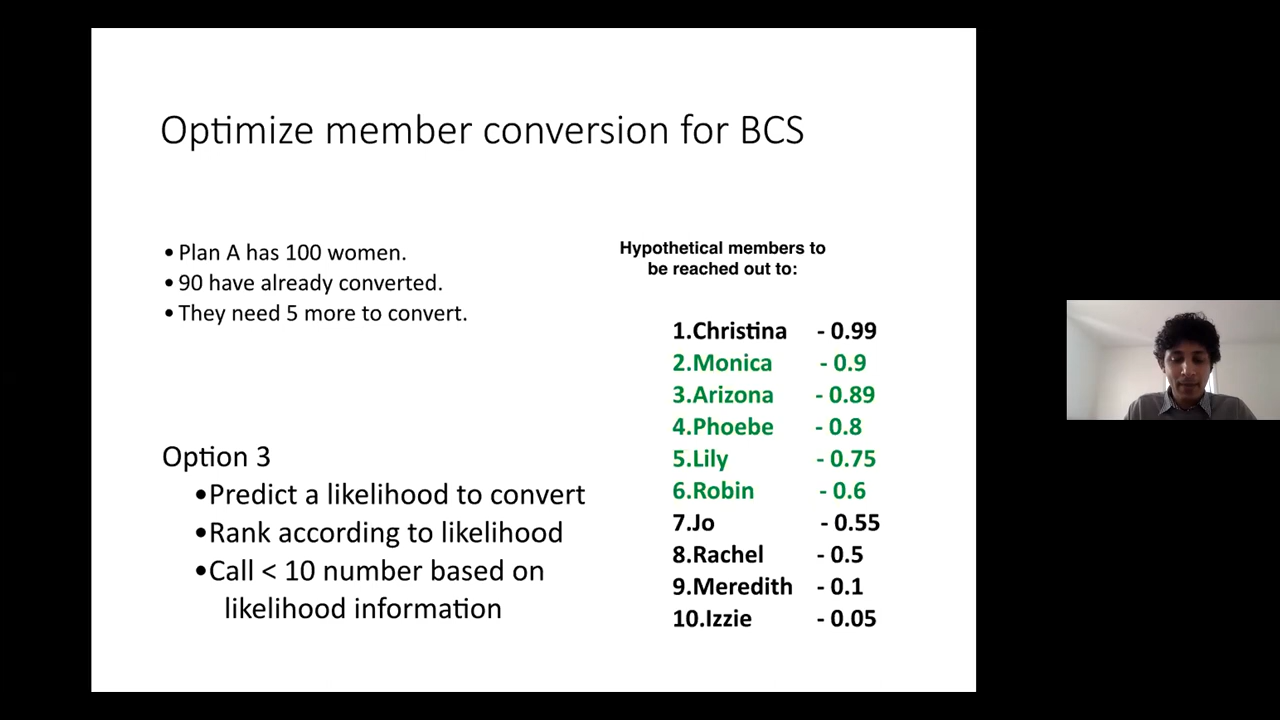 Optimize member conversion for BCS
• Plan A has 100 women.
• 90 have already converted.
• They need 5 more to convert.
Option 3
•Predict a likelihood to convert
•Rank according to likelihood
•Call < 10 number based on
likelihood information
Hypothetical members to
be reached out to:
1.Christina - 0.99
2.Monica - 0.9
3.Arizona - 0.89
4.Phoebe - 0.8
5.Lily - 0.75
6.Robin - 0.6
7.Jo - 0.55
8.Rachel - 0.5
9.Meredith - 0.1
10.Izzie - 0.05